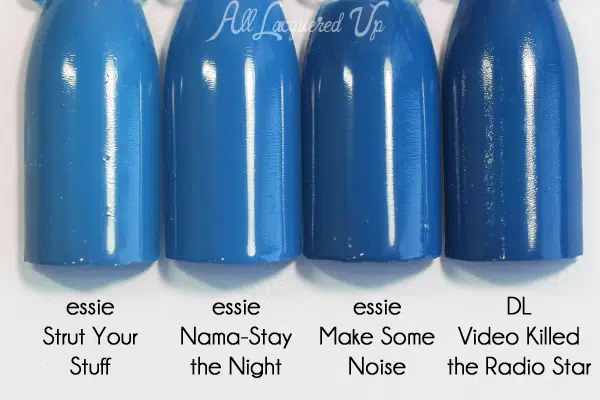 All Lacquered Up
essie
Strut Your
Stuff
essie
Nama-Stay
the Night
essie
Make Some
Noise
DL
Video Killed
the Radio Star